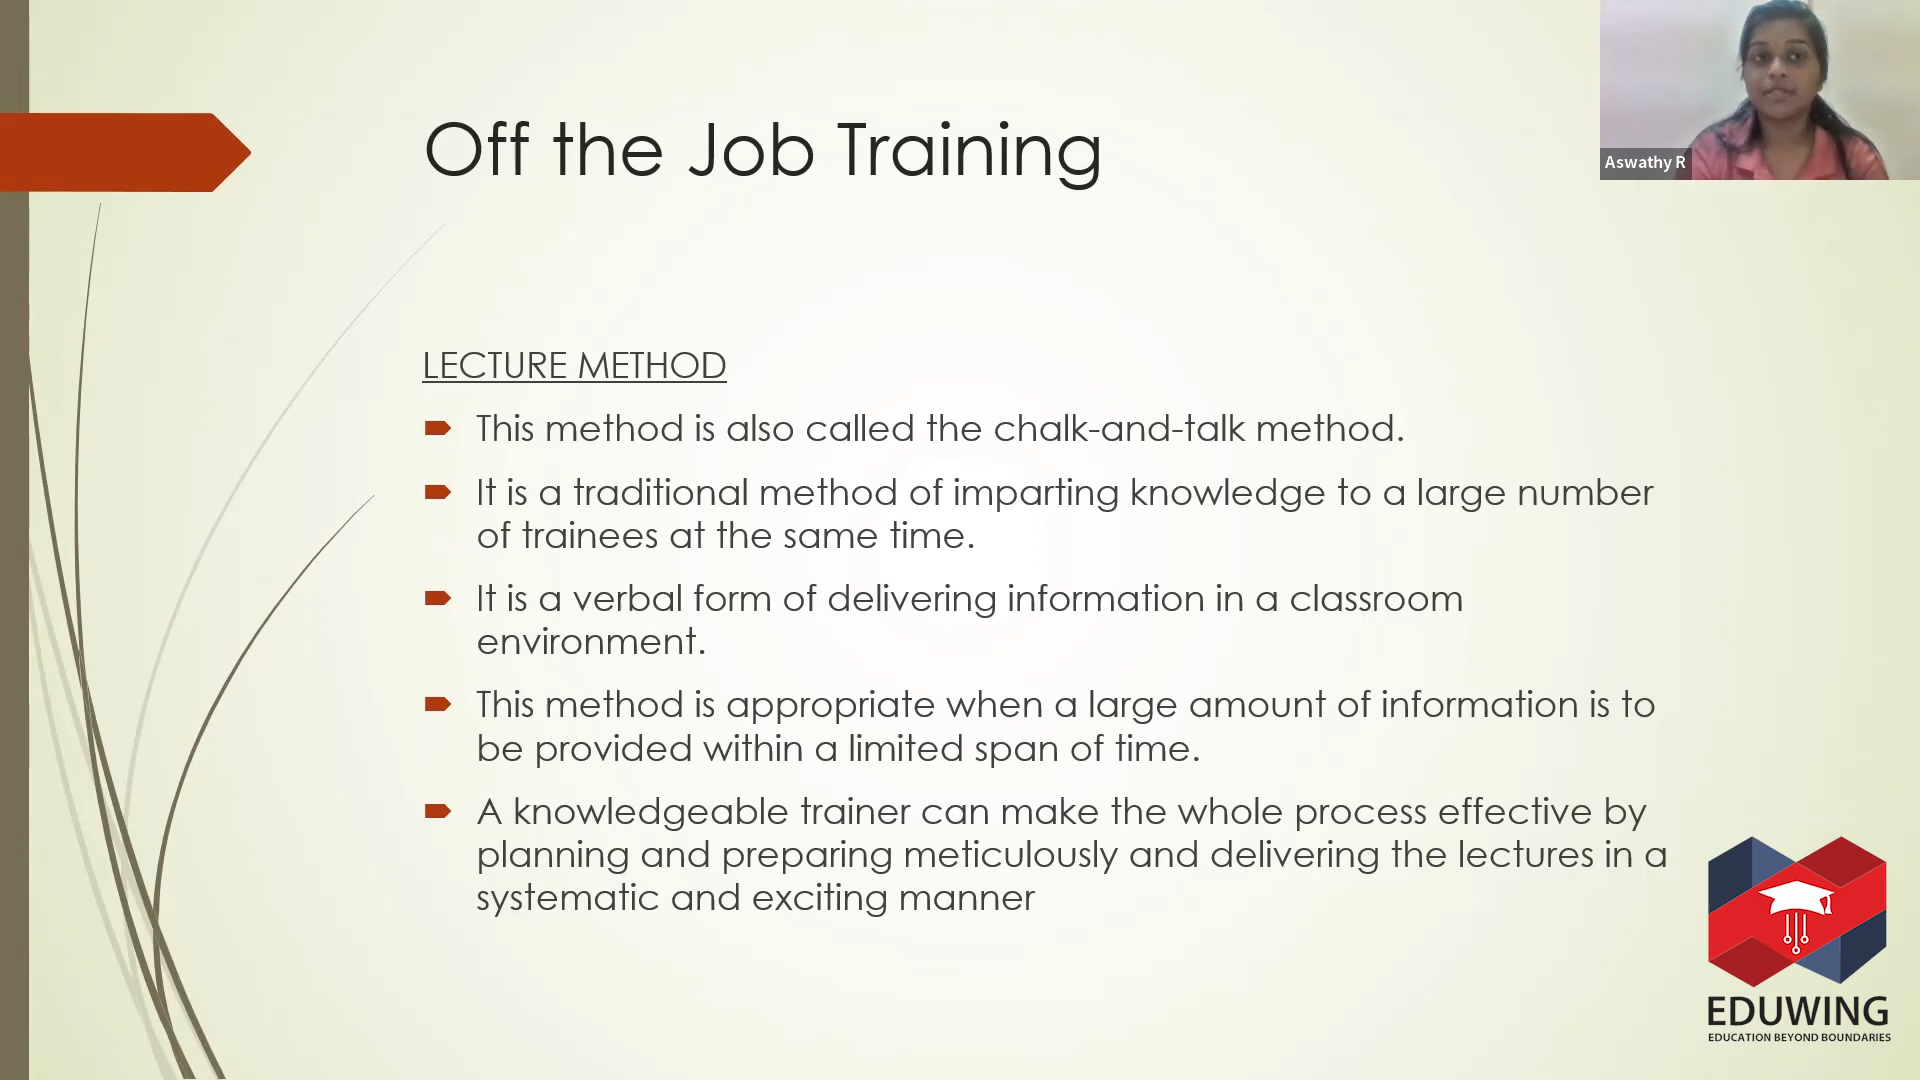 Off the Job Training
Aswathy R
LECTURE METHOD
This method is also called the chalk-and-talk method.
It is a traditional method of imparting knowledge to a large number
of trainees at the same time.
It is a verbal form of delivering information in a classroom
environment.
This method is appropriate when a large amount of information is to
be provided within a limited span of time.
A knowledgeable trainer can make the whole process effective by
planning and preparing meticulously and delivering the lectures in a
systematic and exciting manner
EDUWING
EDUCATION BEYOND BOUNDARIES